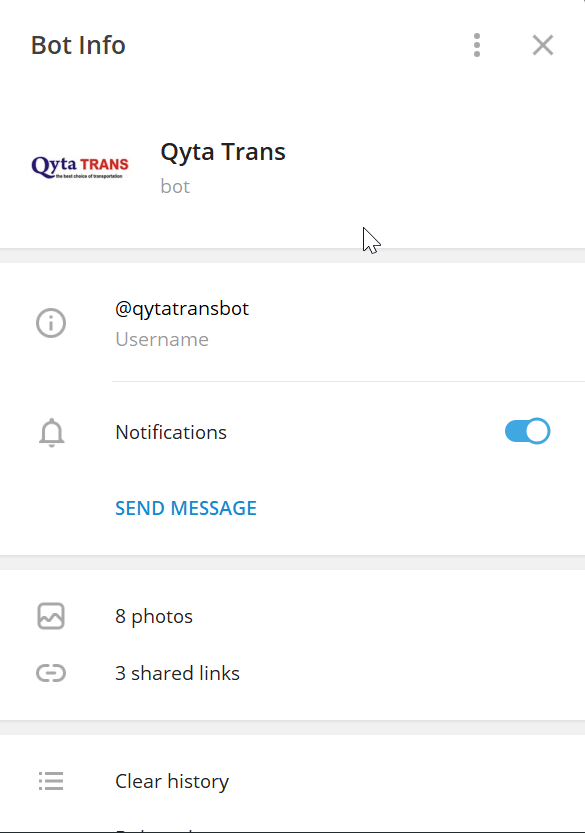 Bot Info
Qyta TRANS
the best choice of transportation
Qyta Trans
bot
@qytatransbot
Username
Notifications
SEND MESSAGE
8 photos
3 shared links
Clear history